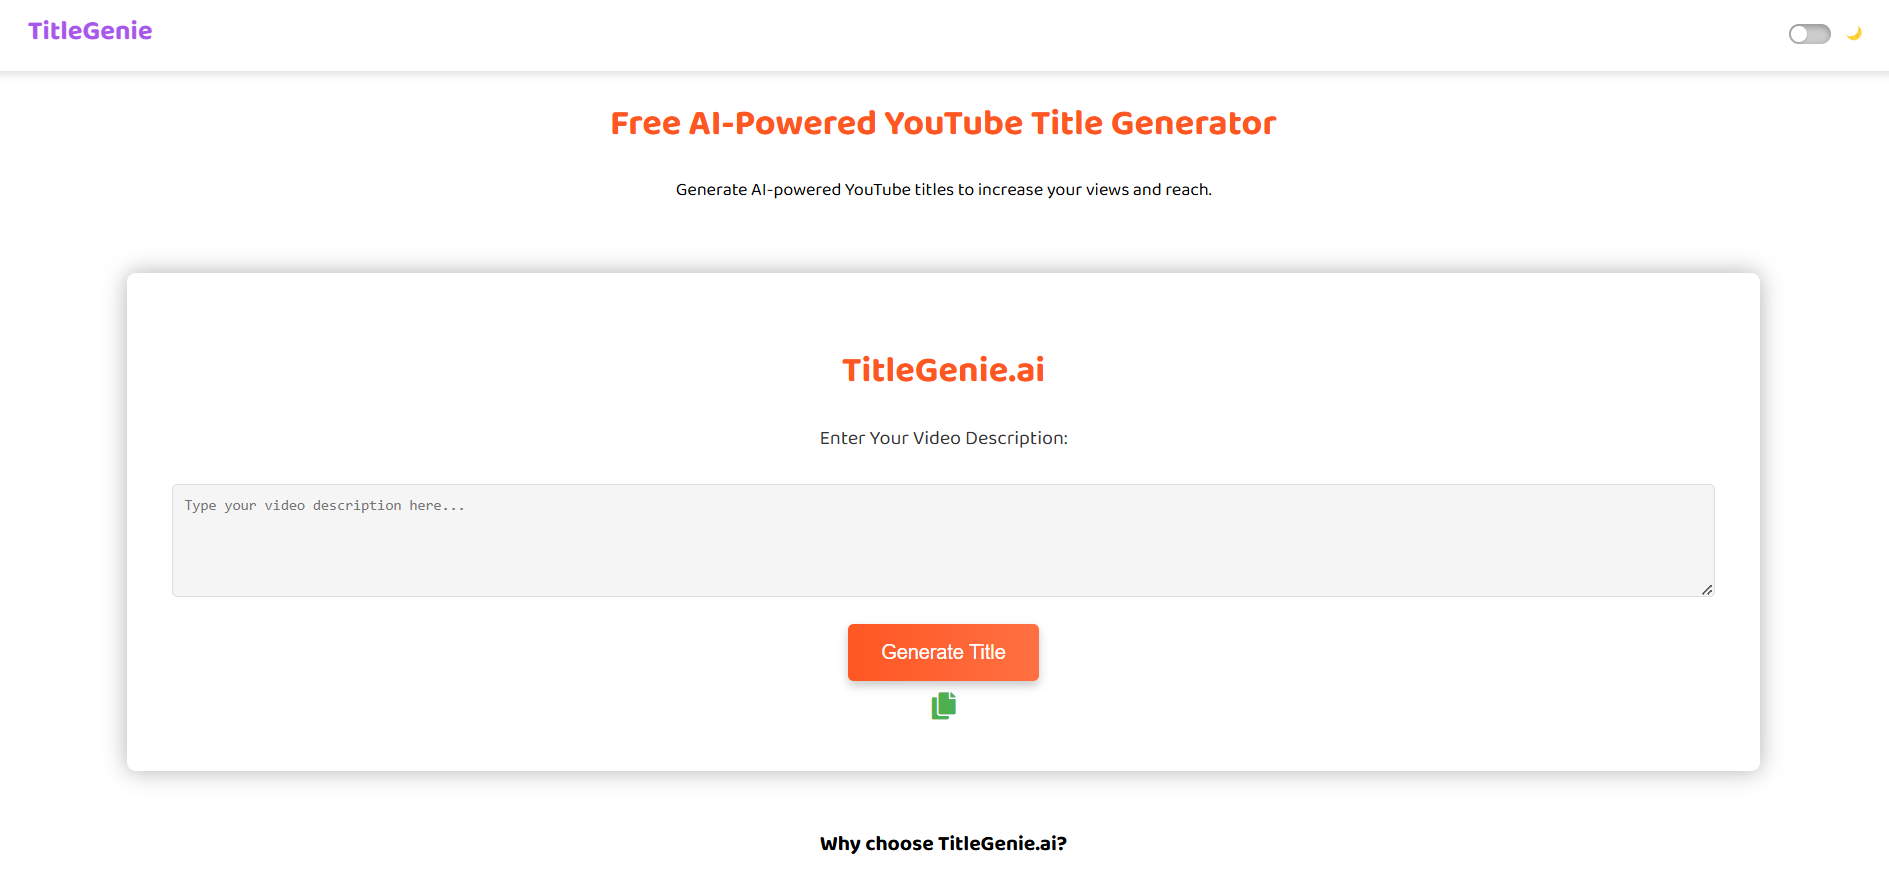 TitleGenie
Free AI-Powered YouTube Title Generator
Generate AI-powered YouTube titles to increase your views and reach.
TitleGenie.ai
Enter Your Video Description:
Type your video description here...
Generate Title
Why choose TitleGenie.ai?